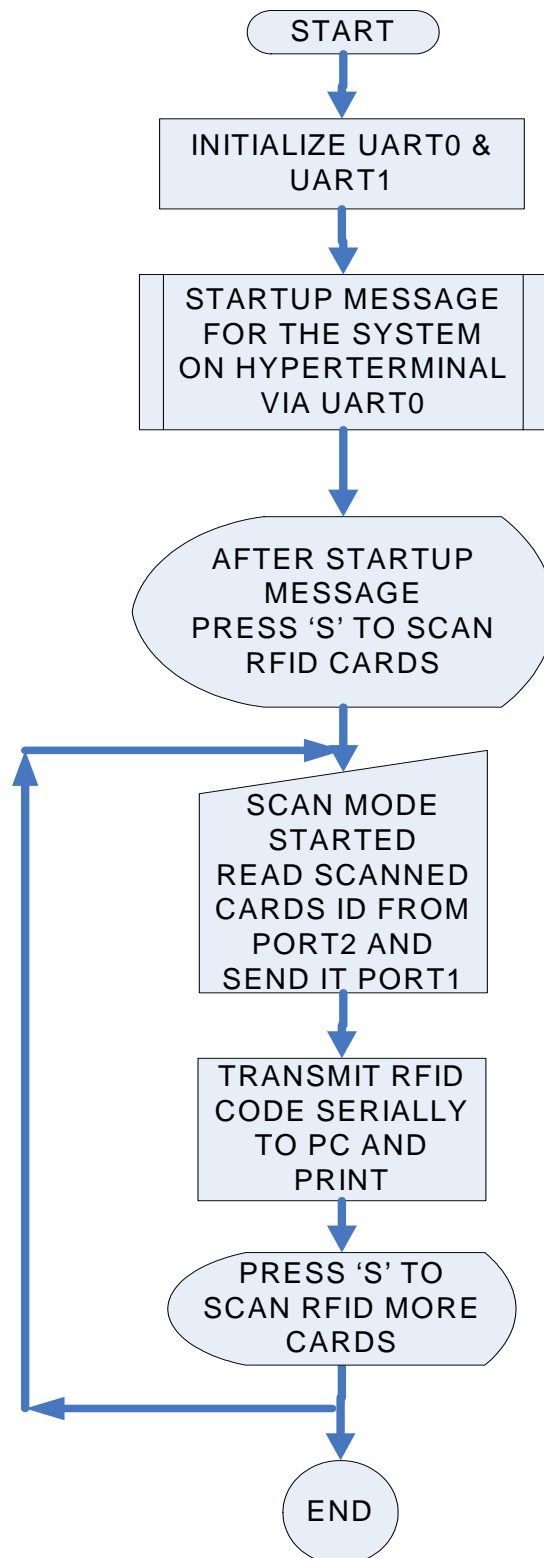 START
INITIALIZE UART0 &
UART1
STARTUP MESSAGE
FOR THE SYSTEM
ON HYPERTERMINAL
VIA UART0
AFTER STARTUP
MESSAGE
PRESS ‘S’ TO SCAN
RFID CARDS
SCAN MODE
STARTED
READ SCANNED
CARDS ID FROM
PORT2 AND
SEND IT PORT1
TRANSMIT RFID
CODE SERIALLY
TO PC AND
PRINT
PRESS ‘S’ TO
SCAN RFID MORE
CARDS
END